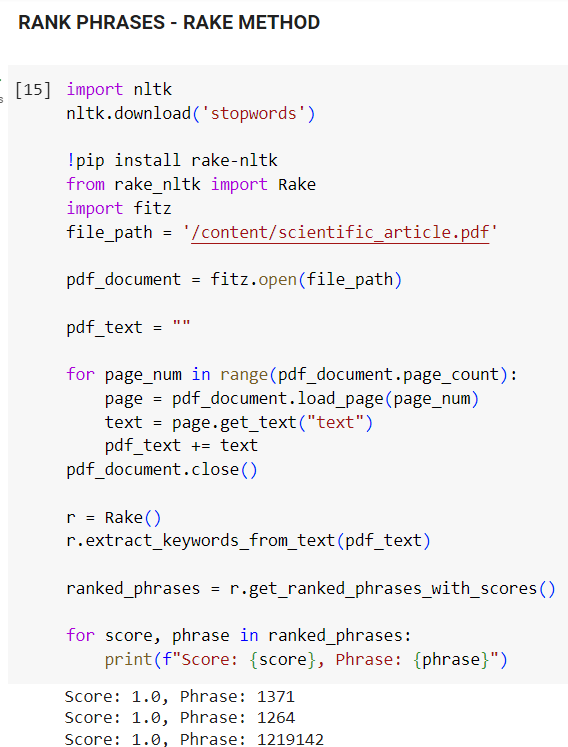 RANK PHRASES - RAKE METHOD
[15] import nltk
nltk.download('stopwords')
!pip install rake-nltk
from rake_nltk import Rake
import fitz
file_path = '/content/scientific_article.pdf'
pdf_document = fitz.open(file_path)
pdf_text = ""
for page_num in range(pdf_document.page_count):
    page = pdf_document.load_page(page_num)
    text = page.get_text("text")
    pdf_text += text
pdf_document.close()
r = Rake()
r.extract_keywords_from_text(pdf_text)
ranked_phrases = r.get_ranked_phrases_with_scores()
for score, phrase in ranked_phrases:
    print(f"Score: {score}, Phrase: {phrase}")
Score: 1.0, Phrase: 1371
Score: 1.0, Phrase: 1264
Score: 1.0, Phrase: 1219142